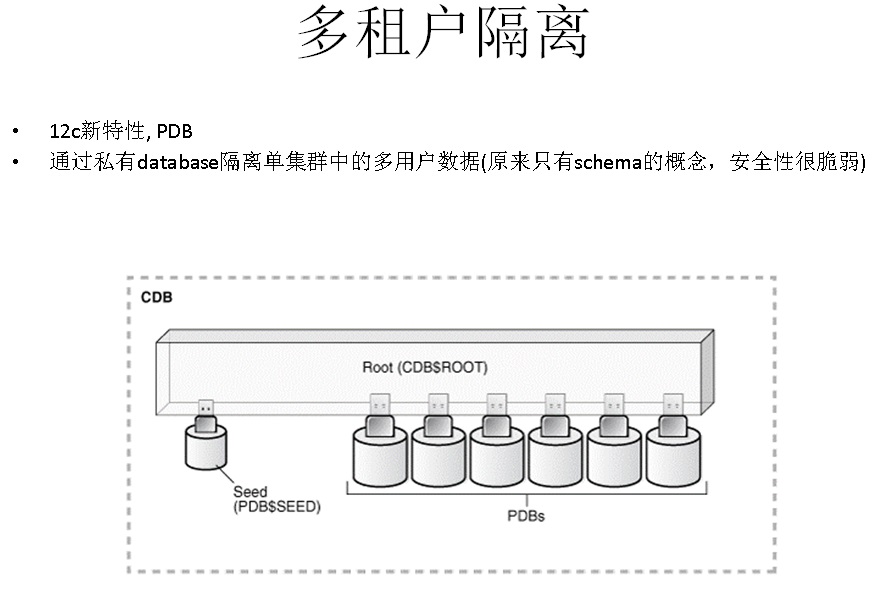 多租户隔离
• 12c新特性, PDB
• 通过私有database隔离单集群中的多用户数据(原来只有schema的概念，安全性很脆弱)
CDB
Root (CDB$ROOT)
Seed
(PDB$SEED)
PDBs